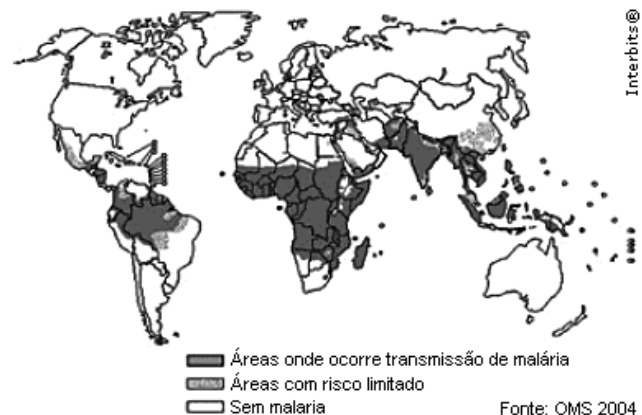 Interbits®
Áreas onde ocorre transmissão de malária
Áreas com risco limitado
Sem malaria
Fonte: OMS 2004